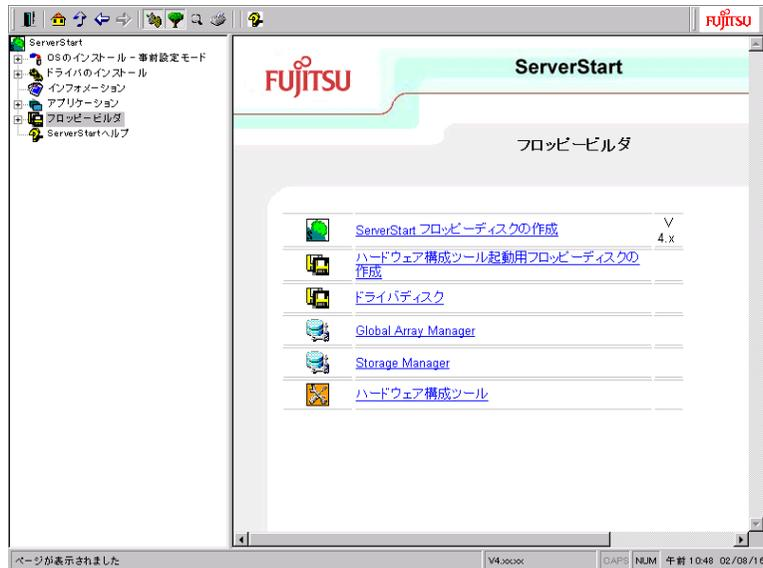 FUJITSU
ServerStart
OSのインストール - 事前設定モード
ドライバのインストール
インフォメーション
アプリケーション
フロッピービルダ
ServerStartヘルプ
FUJITSU
ServerStart
フロッピービルダ
ServerStart フロッピーディスクの作成
V
4.x
ハードウェア構成ツール起動用フロッピーディスクの
作成
ドライバディスク
Global Array Manager
Storage Manager
ハードウェア構成ツール
ページが表示されました
V4.xx.xx
CAPS
NUM
午前 10:48
02/08/16